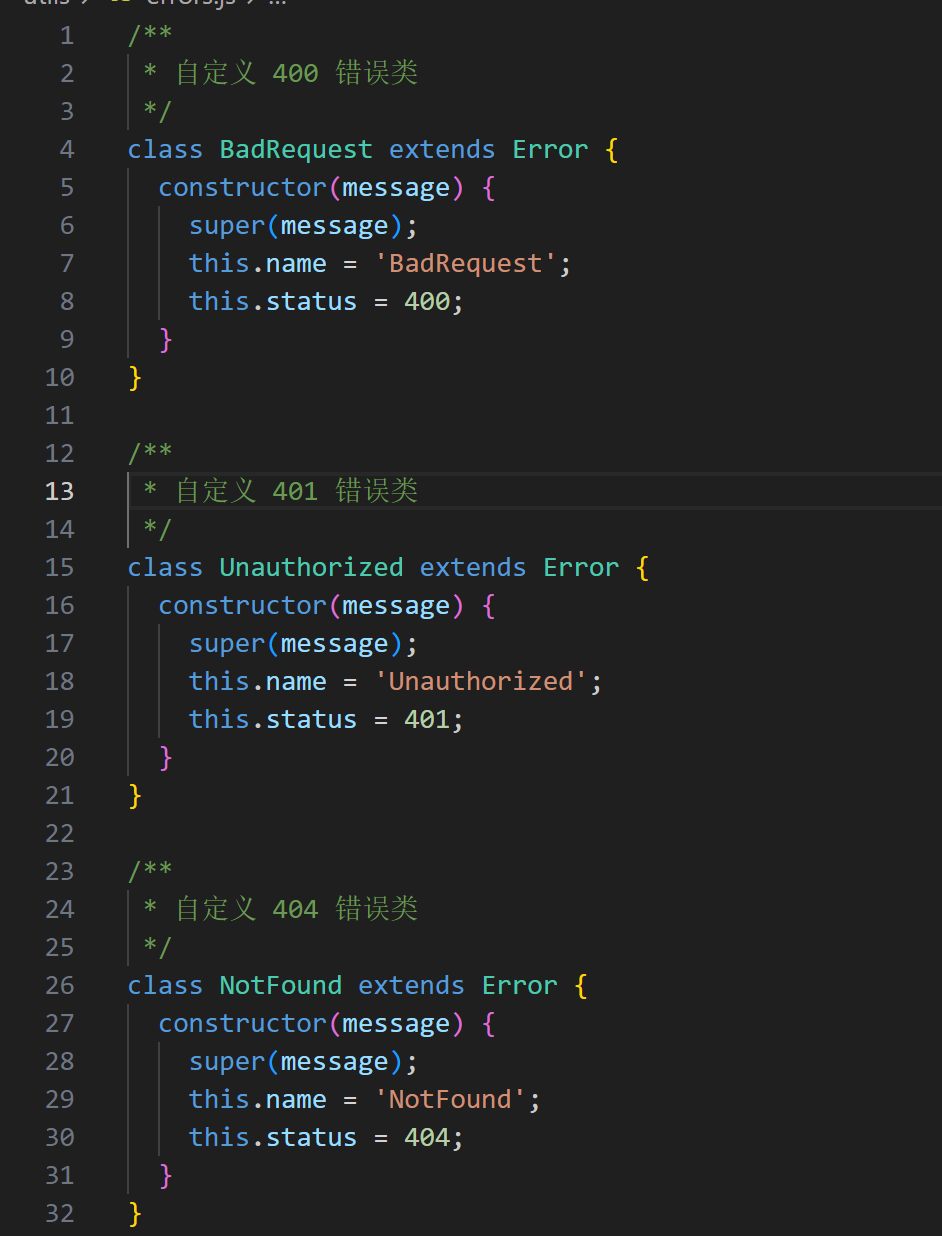 1 /**
2  * 自定义 400 错误类
3  */
4 class BadRequest extends Error {
5   constructor(message) {
6     super(message);
7     this.name = 'BadRequest';
8     this.status = 400;
9   }
10 }
11
12 /**
13  * 自定义 401 错误类
14  */
15 class Unauthorized extends Error {
16   constructor(message) {
17     super(message);
18     this.name = 'Unauthorized';
19     this.status = 401;
20   }
21 }
22
23 /**
24  * 自定义 404 错误类
25  */
26 class NotFound extends Error {
27   constructor(message) {
28     super(message);
29     this.name = 'NotFound';
30     this.status = 404;
31   }
32 }